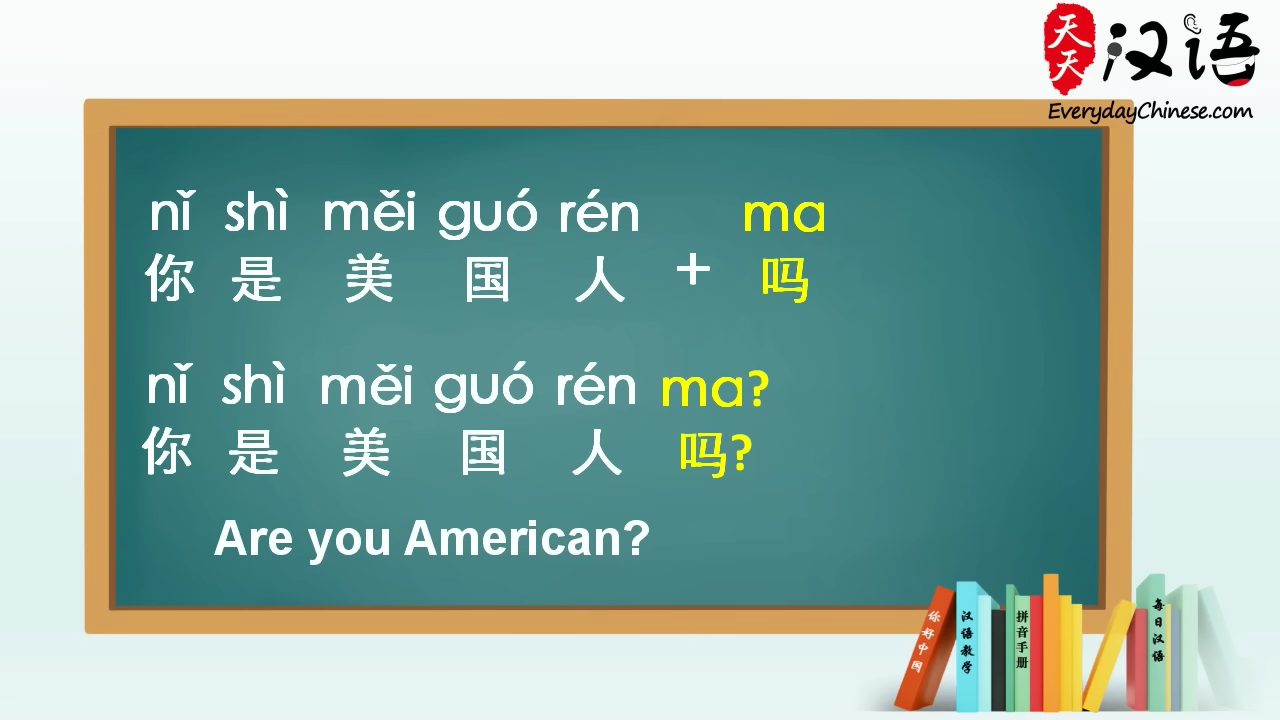 天天 汉语
EverydayChinese.com
nǐ shì měi guó rén ma
你 是 美 国 人 + 吗
nǐ shì měi guó rén ma?
你 是 美 国 人 吗?
Are you American?
你好中国
汉语教学
拼音手册
每日汉语